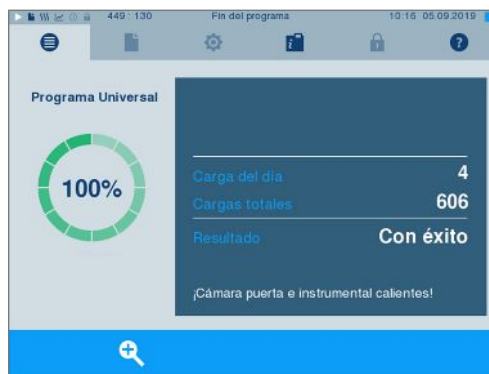 449 : 130 Fin del programa 10:16 05.09.2019
Programa Universal
100%
Carga del día 4
Cargas totales 606
Resultado Con éxito
¡Cámara puerta e instrumental calientes!